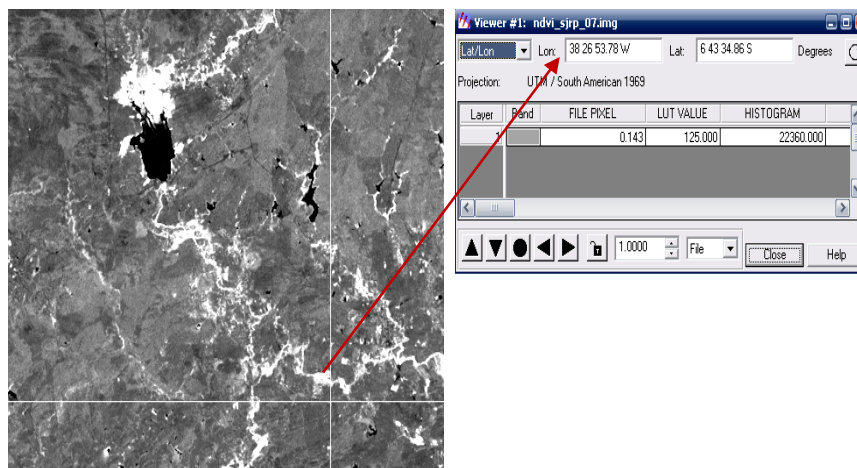 Viewer #1: ndvi_sjrp_07.img
Lat/Lon Lon: 38 26 53.78 W Lat: 6 43 34.86 S Degrees
Projection: UTM / South American 1969
Layer Band FILE PIXEL LUT VALUE HISTOGRAM
1 0.143 125.000 22360.000
1.0000 File Close Help